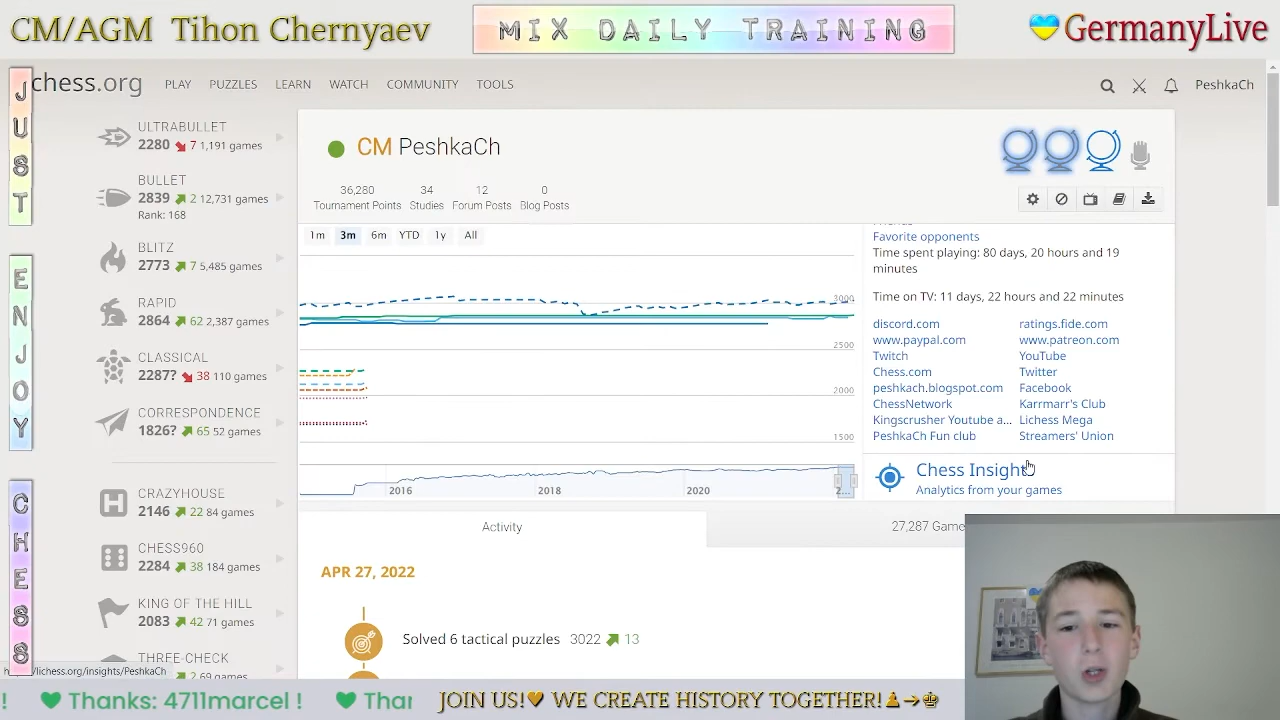 CM/AGM Tihon Chernyaev
MIX DAILY TRAINING
GermanyLive
JUST
ENJOY
CHESS
chess.org
PLAY PUZZLES LEARN WATCH COMMUNITY TOOLS
PeshkaCh
ULTRABULLET
2280 7 1,191 games
BULLET
2839 2 12,731 games
Rank: 168
BLITZ
2773 7 5,485 games
RAPID
2864 62 2,387 games
CLASSICAL
2287? 38 110 games
CORRESPONDENCE
1826? 65 52 games
CRAZYHOUSE
2146 22 84 games
CHESS960
2284 38 184 games
KING OF THE HILL
2083 42 71 games
THREE-CHECK
2 69 games
CM PeshkaCh
36,280 34 12 0
Tournament Points Studies Forum Posts Blog Posts
1m 3m 6m YTD 1y All
3000
2500
2000
1500
2016 2018 2020 2...
Favorite opponents
Time spent playing: 80 days, 20 hours and 19
minutes
Time on TV: 11 days, 22 hours and 22 minutes
discord.com ratings.fide.com
www.paypal.com www.patreon.com
Twitch YouTube
Chess.com Twitter
peshkach.blogspot.com Facebook
ChessNetwork Karrmarr's Club
Kingscrusher Youtube a... Lichess Mega
PeshkaCh Fun club Streamers' Union
Chess Insights
Analytics from your games
Activity
27,287 Game
APR 27, 2022
Solved 6 tactical puzzles 3022 13
/lichess.org/insights/PeshkaCh
! Thanks: 4711marcel ! Thar
JOIN US! WE CREATE HISTORY TOGETHER!